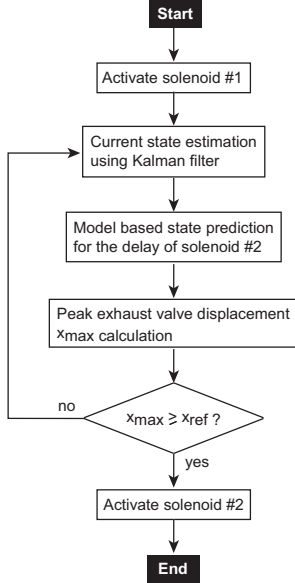 Start
Activate solenoid #1
Current state estimation
using Kalman filter
Model based state prediction
for the delay of solenoid #2
Peak exhaust valve displacement
xmax calculation
no
xmax ≥ xref ?
yes
Activate solenoid #2
End